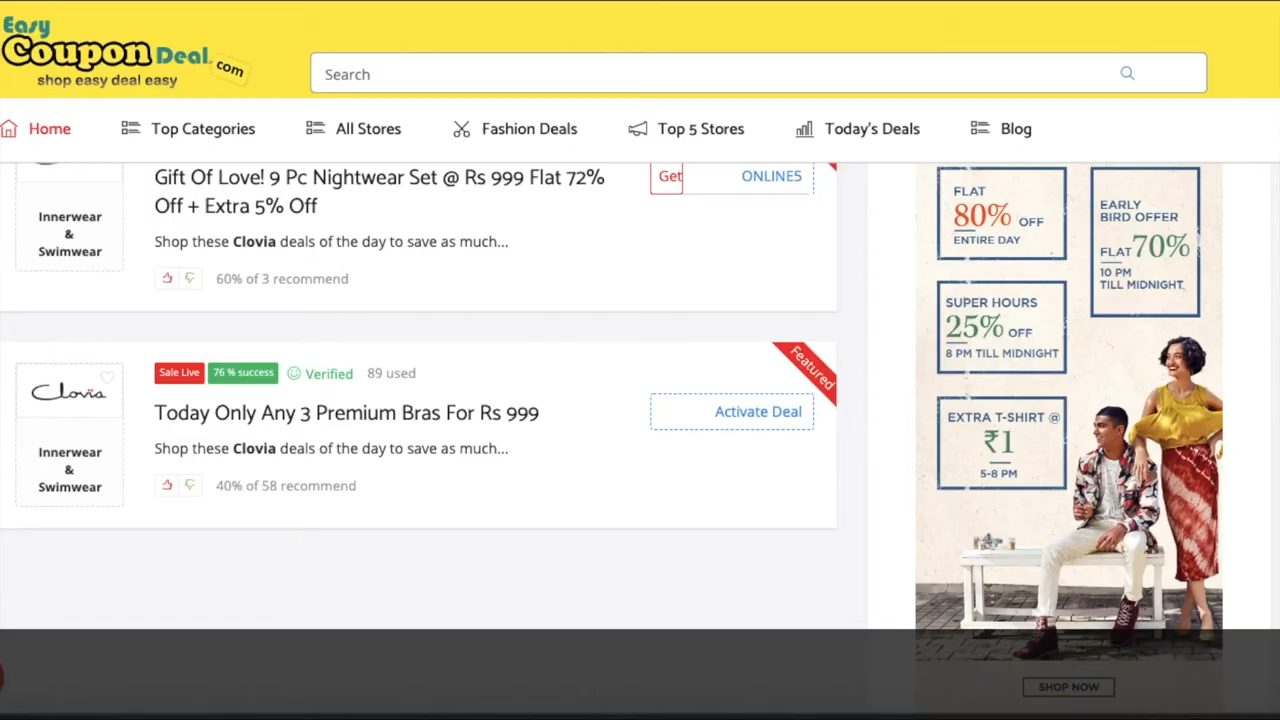 Easy
Coupon Deal.com
shop easy deal easy
Search
Home
Top Categories
All Stores
Fashion Deals
Top 5 Stores
Today's Deals
Blog
Innerwear
&
Swimwear
Gift Of Love! 9 Pc Nightwear Set @ Rs 999 Flat 72%
Off + Extra 5% Off
Shop these Clovia deals of the day to save as much...
60% of 3 recommend
Get
ONLINE5
Clovia
Innerwear
&
Swimwear
Sale Live
76 % success
Verified
89 used
Today Only Any 3 Premium Bras For Rs 999
Shop these Clovia deals of the day to save as much...
40% of 58 recommend
Featured
Activate Deal
FLAT
80% OFF
ENTIRE DAY
EARLY
BIRD OFFER
FLAT 70%
10 PM
TILL MIDNIGHT
SUPER HOURS
25% OFF
8 PM TILL MIDNIGHT
EXTRA T-SHIRT @
₹1
5-8 PM
SHOP NOW